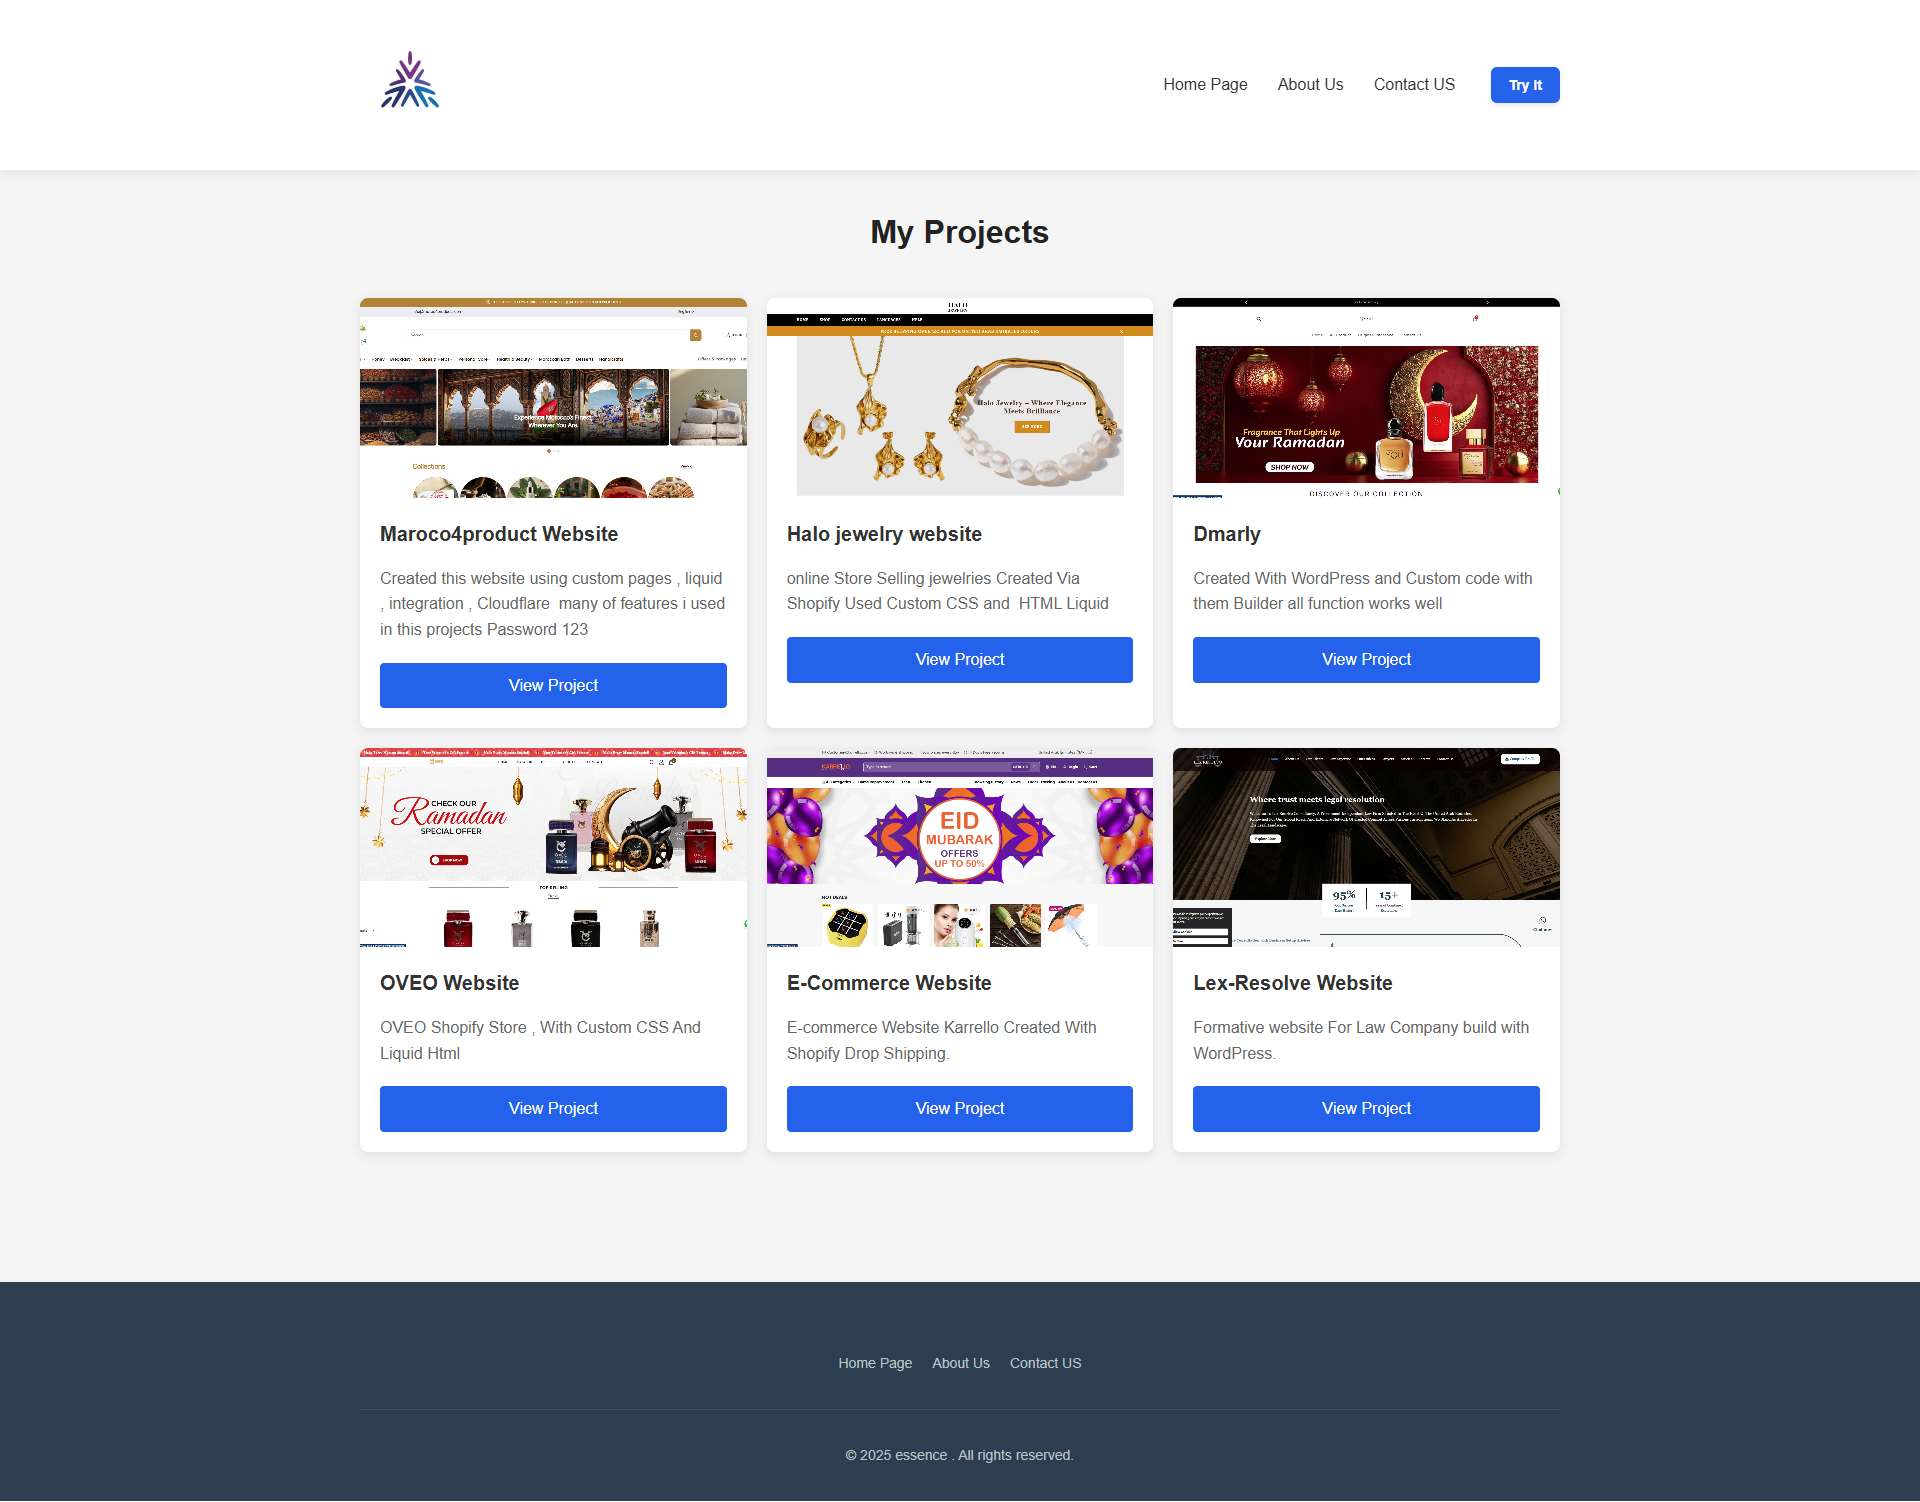 Home Page
About Us
Contact US
Try It
My Projects
Experience Morocco's Finest,
Wherever You Are.
Collections
Halo Jewelry – Where Elegance
Meets Brilliance
Fragrance That Lights Up
Your Ramadan
SHOP NOW
DISCOVER OUR COLLECTION
Maroco4product Website
Created this website using custom pages , liquid
, integration , Cloudflare  many of features i used
in this projects Password 123
View Project
Halo jewelry website
online Store Selling jewelries Created Via
Shopify Used Custom CSS and  HTML Liquid
View Project
Dmarly
Created With WordPress and Custom code with
them Builder all function works well
View Project
CHECK OUR
Ramadan
SPECIAL OFFER
SHOP NOW
TOP SELLING
EID
MUBARAK
OFFERS
UP TO 50%
HOT DEALS
Where trust meets legal resolution
95%
15+
OVEO Website
OVEO Shopify Store , With Custom CSS And
Liquid Html
View Project
E-Commerce Website
E-commerce Website Karrello Created With
Shopify Drop Shipping.
View Project
Lex-Resolve Website
Formative website For Law Company build with
WordPress.
View Project
Home Page
About Us
Contact US
© 2025 essence . All rights reserved.